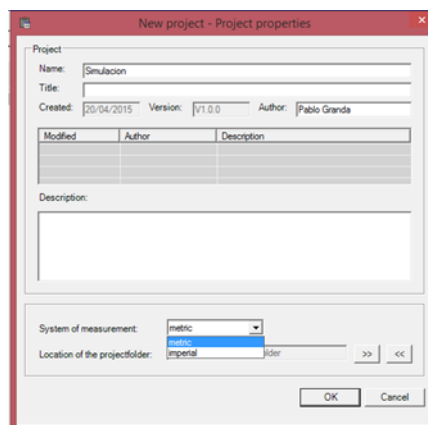 New project - Project properties
Project
Name: Simulacion
Title:
Created: 20/04/2015 Version: V1.0.0 Author: Pablo Granda
Modified Author Description
Description:
System of measurement: metric
metric
Location of the projectfolder: imperial older >> <<
OK Cancel